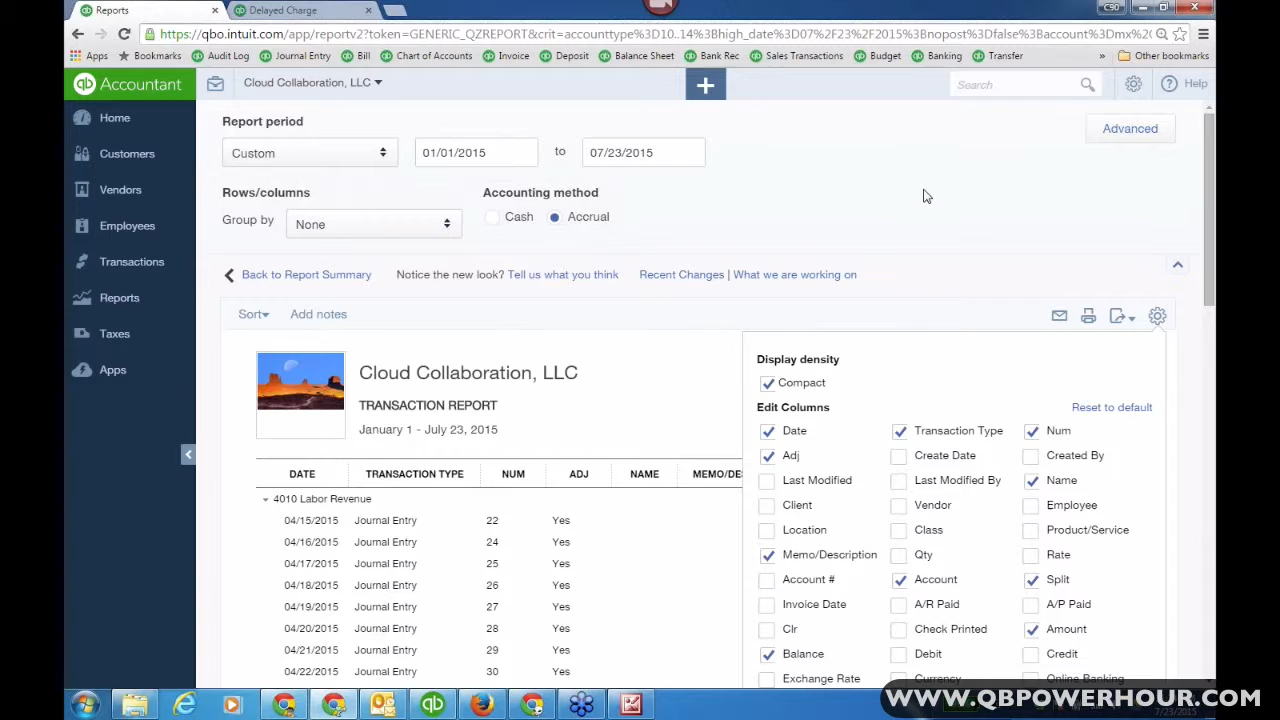 Reports
Delayed Charge
C90
https://qbo.intuit.com/app/reportv2?token=GENERIC_QZREPORT&crit=accounttype%3D10..14%3Bhigh_date%3D07%2F23%2F2015%3Bnopost%3Dfalse%3Baccount%3Dmx%
Apps Bookmarks Audit Log Journal Entry Bill Chart of Accounts Invoice Deposit Balance Sheet Bank Rec Sales Transactions Budget Banking Transfer » Other bookmarks
qb Accountant
Cloud Collaboration, LLC
+
Search
Help
Home
Customers
Vendors
Employees
Transactions
Reports
Taxes
Apps
Report period
Advanced
Custom 01/01/2015 to 07/23/2015
Rows/columns Accounting method
Group by None Cash Accrual
Back to Report Summary Notice the new look? Tell us what you think Recent Changes | What we are working on
Sort Add notes
Cloud Collaboration, LLC
TRANSACTION REPORT
January 1 - July 23, 2015
DATE TRANSACTION TYPE NUM ADJ NAME MEMO/DE
4010 Labor Revenue
04/15/2015 Journal Entry 22 Yes
04/16/2015 Journal Entry 24 Yes
04/17/2015 Journal Entry 25 Yes
04/18/2015 Journal Entry 26 Yes
04/19/2015 Journal Entry 27 Yes
04/20/2015 Journal Entry 28 Yes
04/21/2015 Journal Entry 29 Yes
04/22/2015 Journal Entry 30 Yes
Display density
Compact
Edit Columns Reset to default
Date Transaction Type Num
Adj Create Date Created By
Last Modified Last Modified By Name
Client Vendor Employee
Location Class Product/Service
Memo/Description Qty Rate
Account # Account Split
Invoice Date A/R Paid A/P Paid
Clr Check Printed Amount
Balance Debit Credit
Exchange Rate Currency Online Banking
WWW.QBPOWERHOUR.COM
7/23/2015